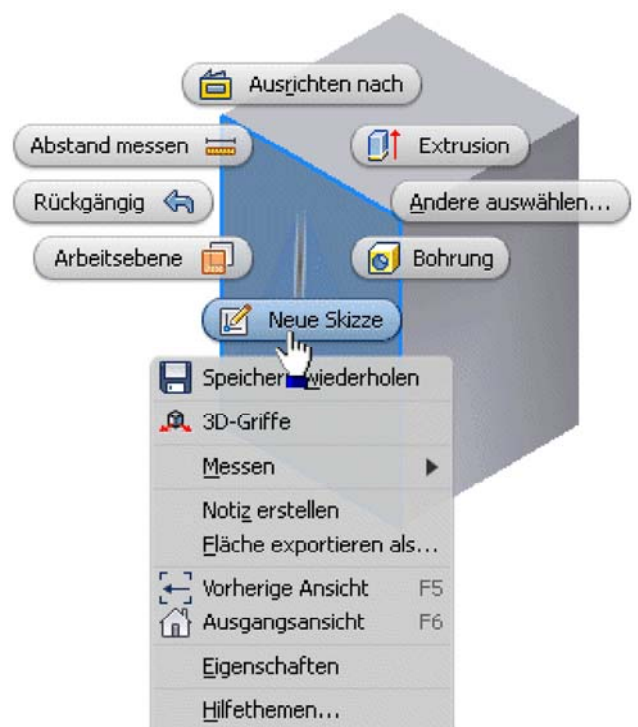 Ausrichten nach
Abstand messen
Extrusion
Rückgängig
Andere auswählen...
Arbeitsebene
Bohrung
Neue Skizze
Speichern wiederholen
3D-Griffe
Messen
Notiz erstellen
Fläche exportieren als...
Vorherige Ansicht F5
Ausgangsansicht F6
Eigenschaften
Hilfethemen...